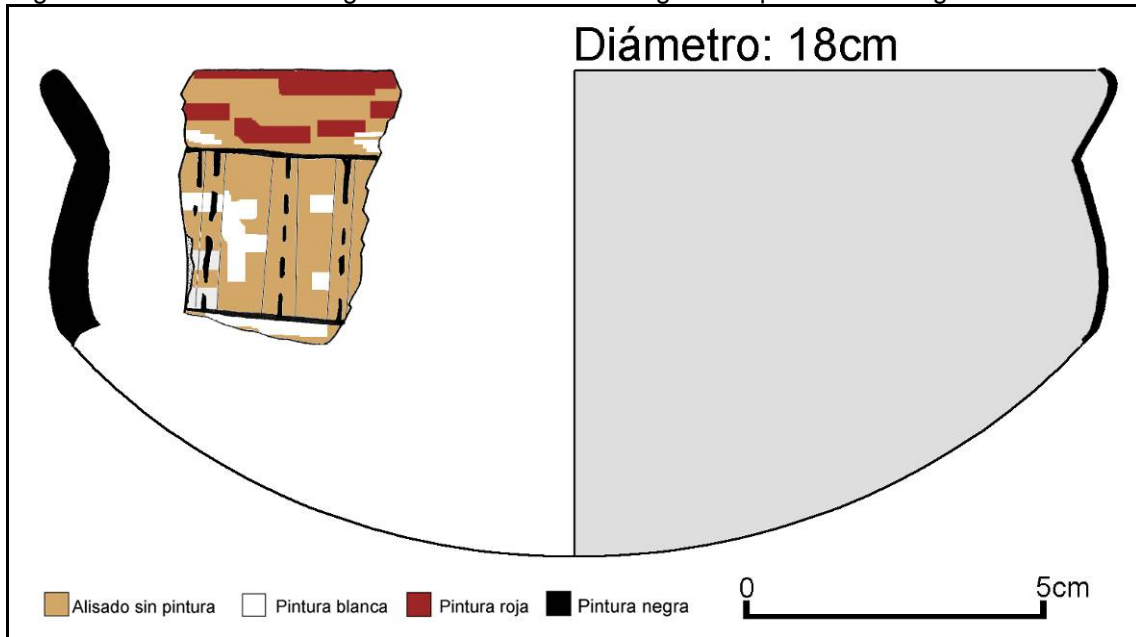 Diámetro: 18cm
Alisado sin pintura
Pintura blanca
Pintura roja
Pintura negra
0
5cm